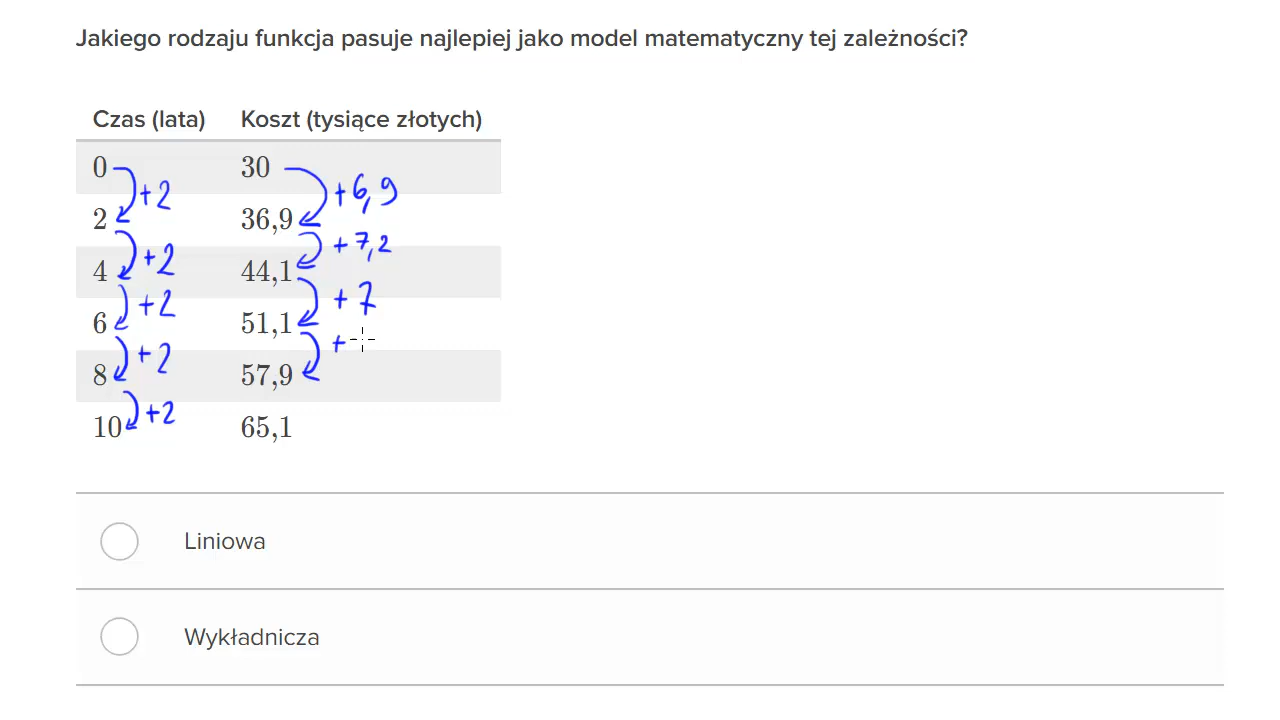 Jakiego rodzaju funkcja pasuje najlepiej jako model matematyczny tej zależności?
Czas (lata) Koszt (tysiące złotych)
0 30
+2 +6,9
2 36,9
+2 +7,2
4 44,1
+2 +7
6 51,1
+2 +
8 57,9
+2
10 65,1
Liniowa
Wykładnicza